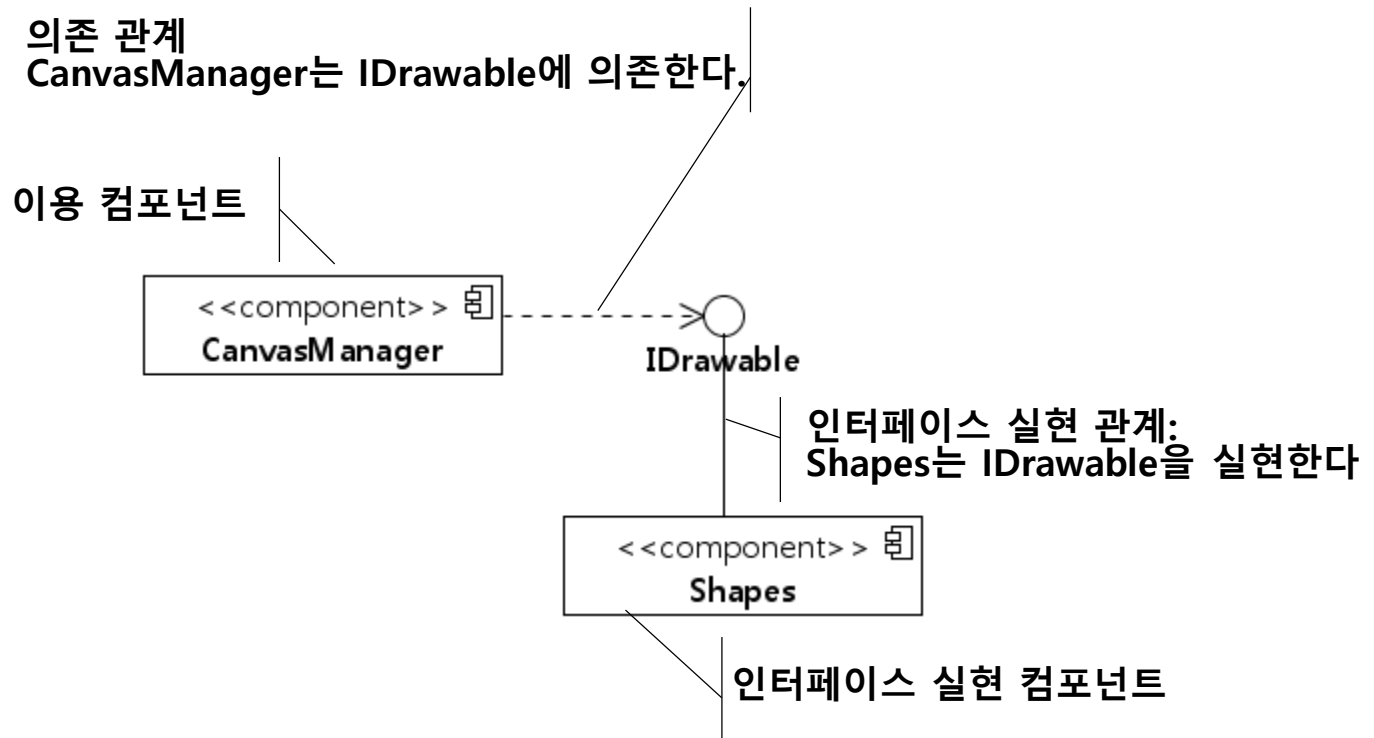 의존 관계
CanvasManager는 IDrawable에 의존한다.
이용 컴포넌트
<<component>>
CanvasManager
IDrawable
인터페이스 실현 관계:
Shapes는 IDrawable을 실현한다
<<component>>
Shapes
인터페이스 실현 컴포넌트